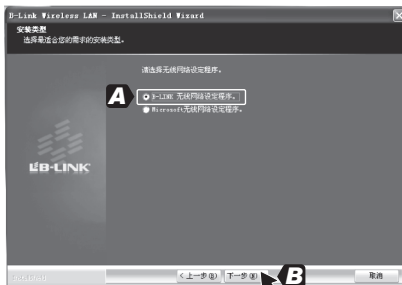 B-Link Wireless LAN - InstallShield Wizard
安装类型
选择最适合您的需求的安装类型。
请选择无线网络设定程序。
A
B-LINK 无线网络设定程序。
Microsoft无线网络设定程序。
LB-LINK
InstallShield
<上一步(B)
下一步(N)
B
取消